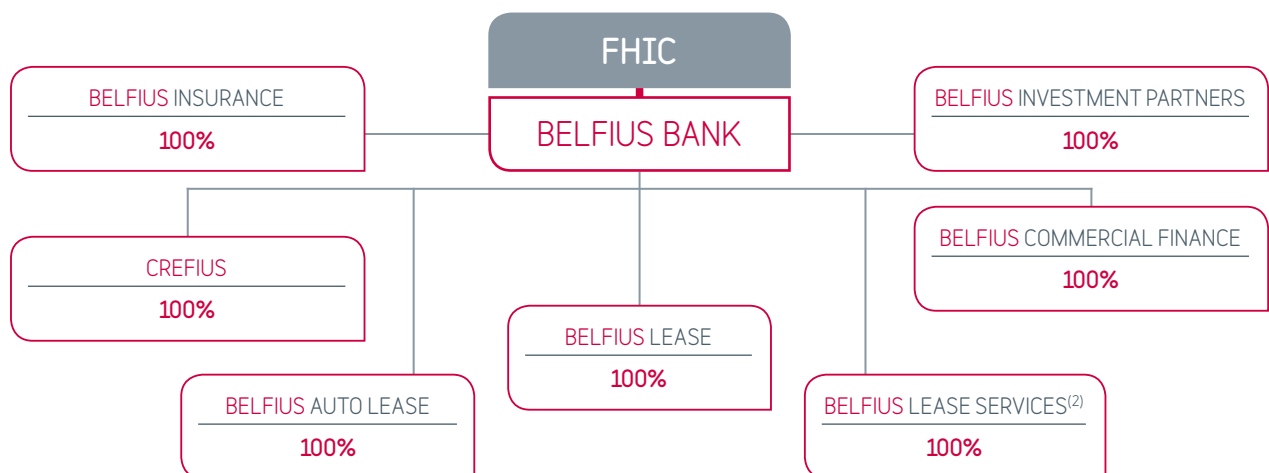 FHIC
BELFIUS INSURANCE
100%
BELFIUS BANK
BELFIUS INVESTMENT PARTNERS
100%
CREFIUS
100%
BELFIUS COMMERCIAL FINANCE
100%
BELFIUS LEASE
100%
BELFIUS AUTO LEASE
100%
BELFIUS LEASE SERVICES(2)
100%